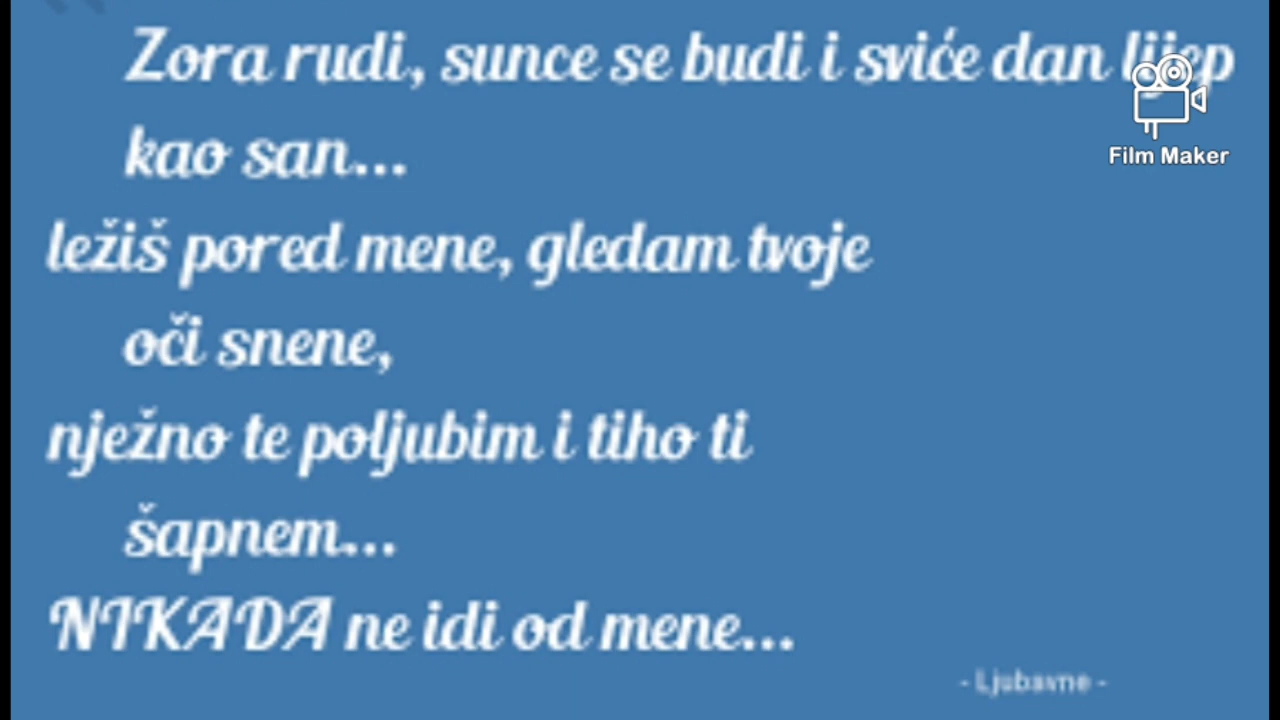 Zora rudi, sunce se budi i sviće dan lijep
Film Maker
kao san...
ležiš pored mene, gledam tvoje
oči snene,
nježno te poljubim i tiho ti
šapnem...
NIKADA ne idi od mene...
- Ljubavne -